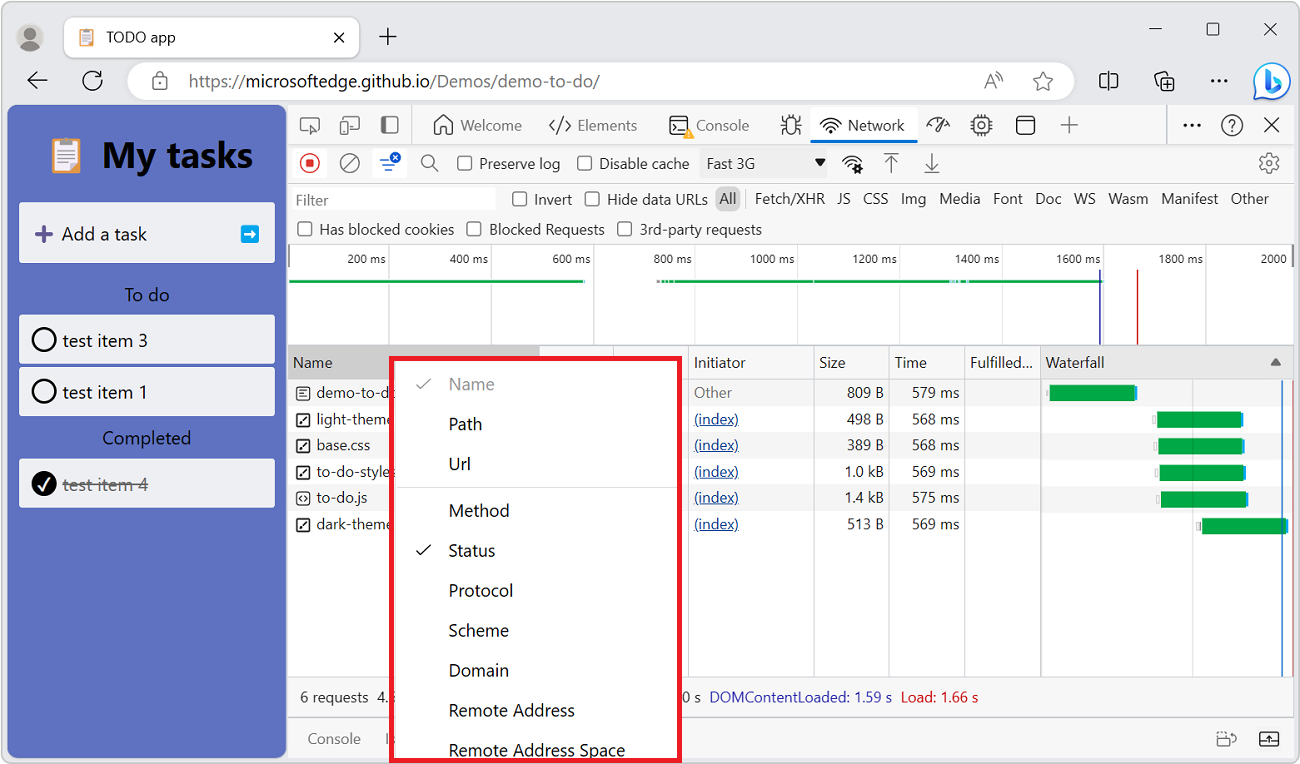 TODO app
https://microsoftedge.github.io/Demos/demo-to-do/
My tasks
Add a task
To do
test item 3
test item 1
Completed
test item 4
Welcome Elements Console Network
Preserve log Disable cache Fast 3G
Filter Invert Hide data URLs All Fetch/XHR JS CSS Img Media Font Doc WS Wasm Manifest Other
Has blocked cookies Blocked Requests 3rd-party requests
200 ms 400 ms 600 ms 800 ms 1000 ms 1200 ms 1400 ms 1600 ms 1800 ms 2000
Name Initiator Size Time Fulfilled... Waterfall
demo-to-do Other 809 B 579 ms
light-theme (index) 498 B 568 ms
base.css (index) 389 B 568 ms
to-do-styles (index) 1.0 kB 569 ms
to-do.js (index) 1.4 kB 575 ms
dark-theme (index) 513 B 569 ms
Name
Path
Url
Method
Status
Protocol
Scheme
Domain
Remote Address
Remote Address Space
6 requests 4. 0 s DOMContentLoaded: 1.59 s Load: 1.66 s
Console